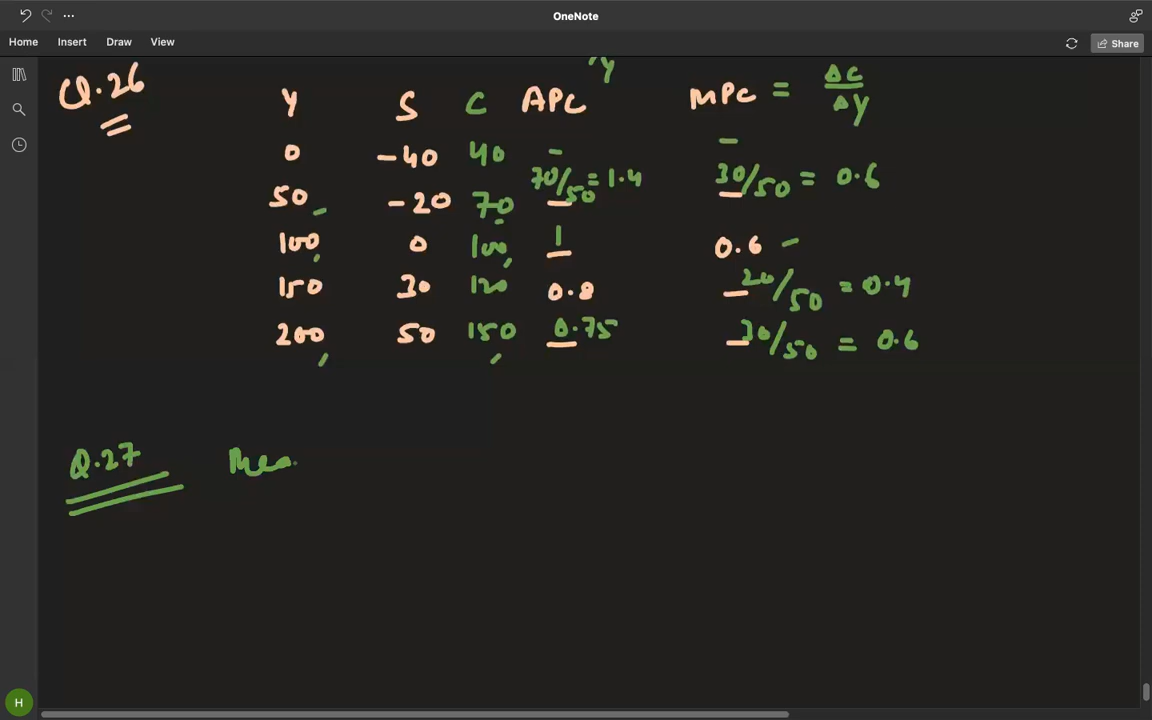 OneNote
Home Insert Draw View Share
Q.26 Y S C APC /Y MPC = ΔC/ΔY
0 -40 40 - -
50 -20 70 70/50 = 1.4 30/50 = 0.6
100 0 100 1 0.6
150 30 120 0.8 20/50 = 0.4
200 50 150 0.75 30/50 = 0.6
Q.27 Rea
H